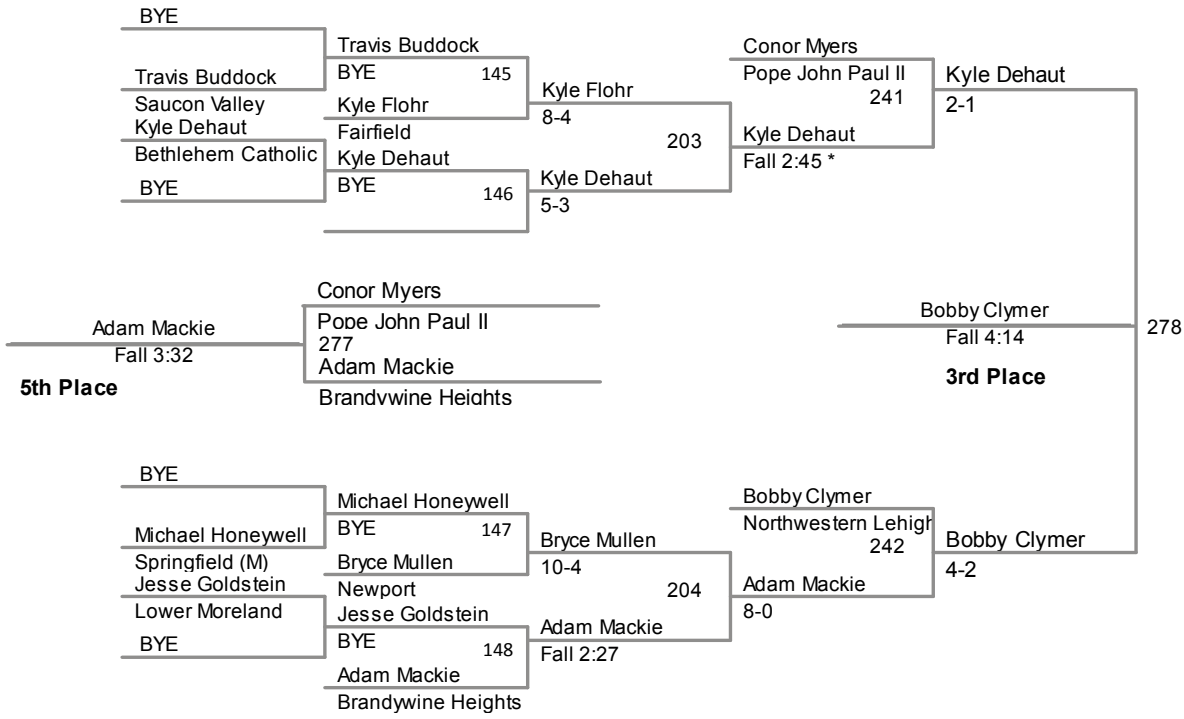 BYE
Travis Buddock
Saucon Valley
Kyle Dehaut
Bethlehem Catholic
BYE
Travis Buddock
BYE
145
Kyle Flohr
Fairfield
Kyle Dehaut
BYE
146
Kyle Flohr
8-4
203
Kyle Dehaut
5-3
Conor Myers
Pope John Paul II
241
Kyle Dehaut
Fall 2:45 *
Kyle Dehaut
2-1
Conor Myers
Pope John Paul II
277
Adam Mackie
Brandywine Heights
Adam Mackie
Fall 3:32
5th Place
Bobby Clymer
Fall 4:14
3rd Place
278
BYE
Michael Honeywell
Springfield (M)
Jesse Goldstein
Lower Moreland
BYE
Michael Honeywell
BYE
147
Bryce Mullen
Newport
Jesse Goldstein
BYE
148
Adam Mackie
Brandywine Heights
Bryce Mullen
10-4
204
Adam Mackie
Fall 2:27
Bobby Clymer
Northwestern Lehigh
242
Adam Mackie
8-0
Bobby Clymer
4-2